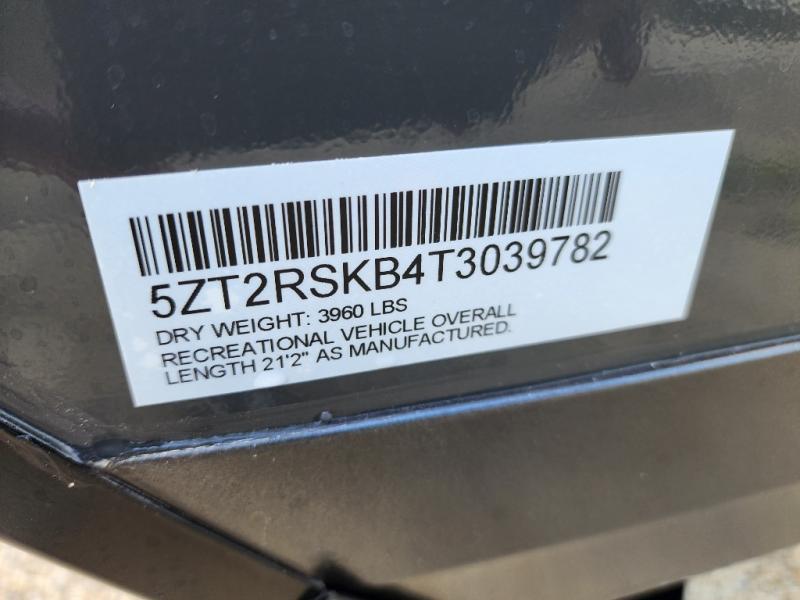 5ZT2RSKB4T3039782
DRY WEIGHT: 3960 LBS
RECREATIONAL VEHICLE OVERALL
LENGTH 21'2" AS MANUFACTURED.